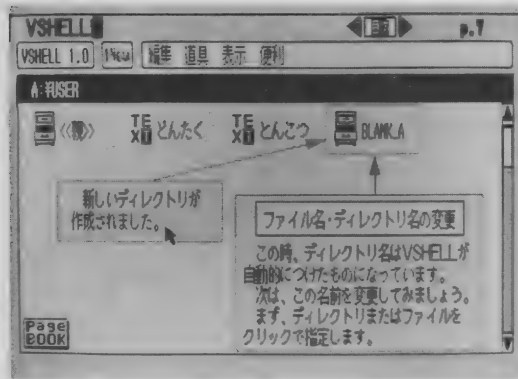 VSHELL
目次 p.7
VSHELL 1.0 編集 道具 表示 便利
A:¥USER
《親》 TEXT どんたく TEXT とんこつ BLANK_A
新しいディレクトリが
作成されました。
ファイル名・ディレクトリ名の変更
この時、ディレクトリ名はVSHELLが
自動的につけたものになっています。
次は、この名前を変更してみましょう。
まず、ディレクトリまたはファイルを
クリックで指定します。
Page
BOOK